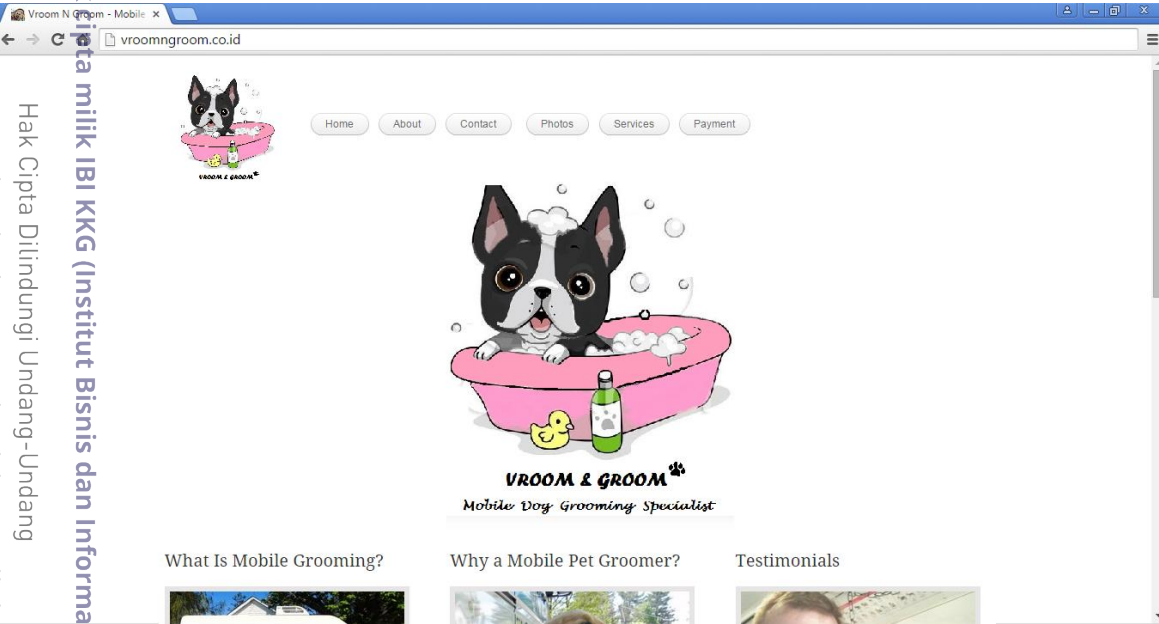 Vroom N Groom - Mobile
vroomngroom.co.id
VROOM & GROOM
Home
About
Contact
Photos
Services
Payment
VROOM & GROOM
Mobile Dog Grooming Specialist
What Is Mobile Grooming?
Why a Mobile Pet Groomer?
Testimonials
cipta milik IBI KKG (Institut Bisnis dan Informa
Hak Cipta Dilindungi Undang-Undang